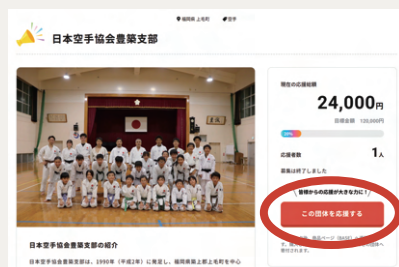 福岡県 上毛町 空手
日本空手協会豊築支部
現在の応援総額
24,000円
目標金額 120,000円
20%
応援者数 1人
募集は終了しました
皆様からの応援が大きな力に！
この団体を応援する
日本空手協会豊築支部の紹介
日本空手協会豊築支部は、1990年（平成2年）に発足し、福岡県築上郡上毛町を中心